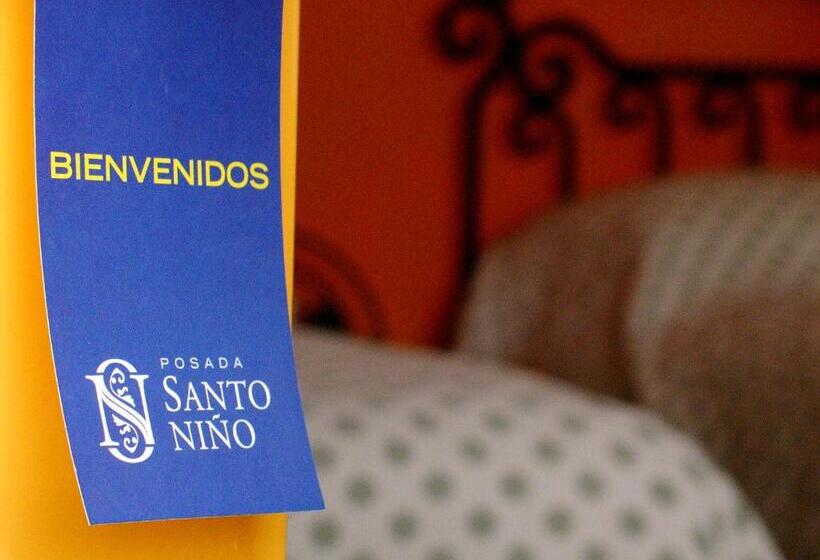 BIENVENIDOS
POSADA
SANTO
NIÑO